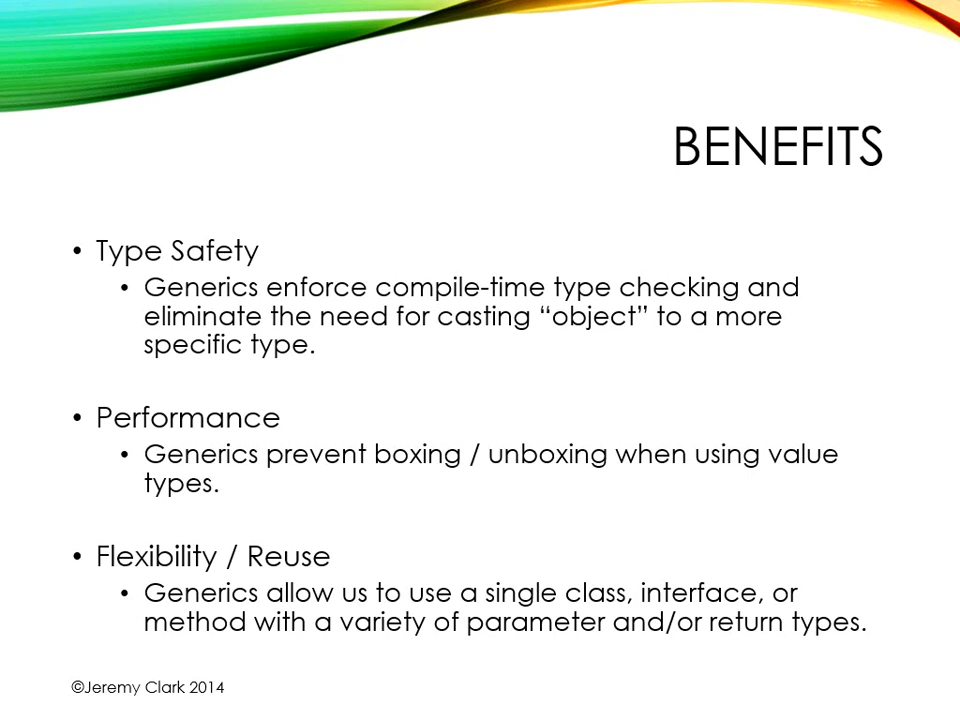 BENEFITS
• Type Safety
• Generics enforce compile-time type checking and
eliminate the need for casting “object” to a more
specific type.
• Performance
• Generics prevent boxing / unboxing when using value
types.
• Flexibility / Reuse
• Generics allow us to use a single class, interface, or
method with a variety of parameter and/or return types.
©Jeremy Clark 2014